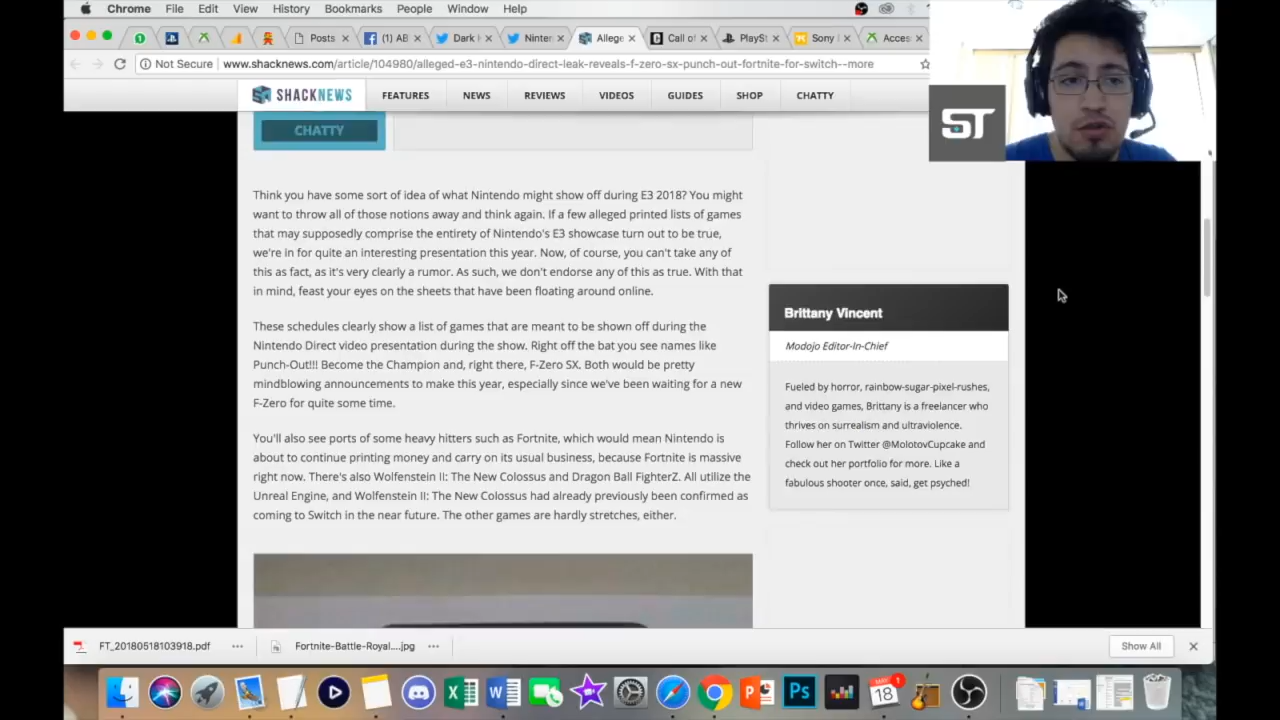 Chrome File Edit View History Bookmarks People Window Help
Posts (1) AB Dark Ninten Allege Call of PlaySt Sony Acces
Not Secure www.shacknews.com/article/104980/alleged-e3-nintendo-direct-leak-reveals-f-zero-sx-punch-out-fortnite-for-switch--more
SHACKNEWS FEATURES NEWS REVIEWS VIDEOS GUIDES SHOP CHATTY
ST
CHATTY
Think you have some sort of idea of what Nintendo might show off during E3 2018? You might
want to throw all of those notions away and think again. If a few alleged printed lists of games
that may supposedly comprise the entirety of Nintendo's E3 showcase turn out to be true,
we're in for quite an interesting presentation this year. Now, of course, you can't take any of
this as fact, as it's very clearly a rumor. As such, we don't endorse any of this as true. With that
in mind, feast your eyes on the sheets that have been floating around online.
These schedules clearly show a list of games that are meant to be shown off during the
Nintendo Direct video presentation during the show. Right off the bat you see names like
Punch-Out!!! Become the Champion and, right there, F-Zero SX. Both would be pretty
mindblowing announcements to make this year, especially since we've been waiting for a new
F-Zero for quite some time.
You'll also see ports of some heavy hitters such as Fortnite, which would mean Nintendo is
about to continue printing money and carry on its usual business, because Fortnite is massive
right now. There's also Wolfenstein II: The New Colossus and Dragon Ball FighterZ. All utilize the
Unreal Engine, and Wolfenstein II: The New Colossus had already previously been confirmed as
coming to Switch in the near future. The other games are hardly stretches, either.
Brittany Vincent
Modojo Editor-In-Chief
Fueled by horror, rainbow-sugar-pixel-rushes,
and video games, Brittany is a freelancer who
thrives on surrealism and ultraviolence.
Follow her on Twitter @MolotovCupcake and
check out her portfolio for more. Like a
fabulous shooter once, said, get psyched!
FT_20180518103918.pdf Fortnite-Battle-Royal....jpg Show All
18 1